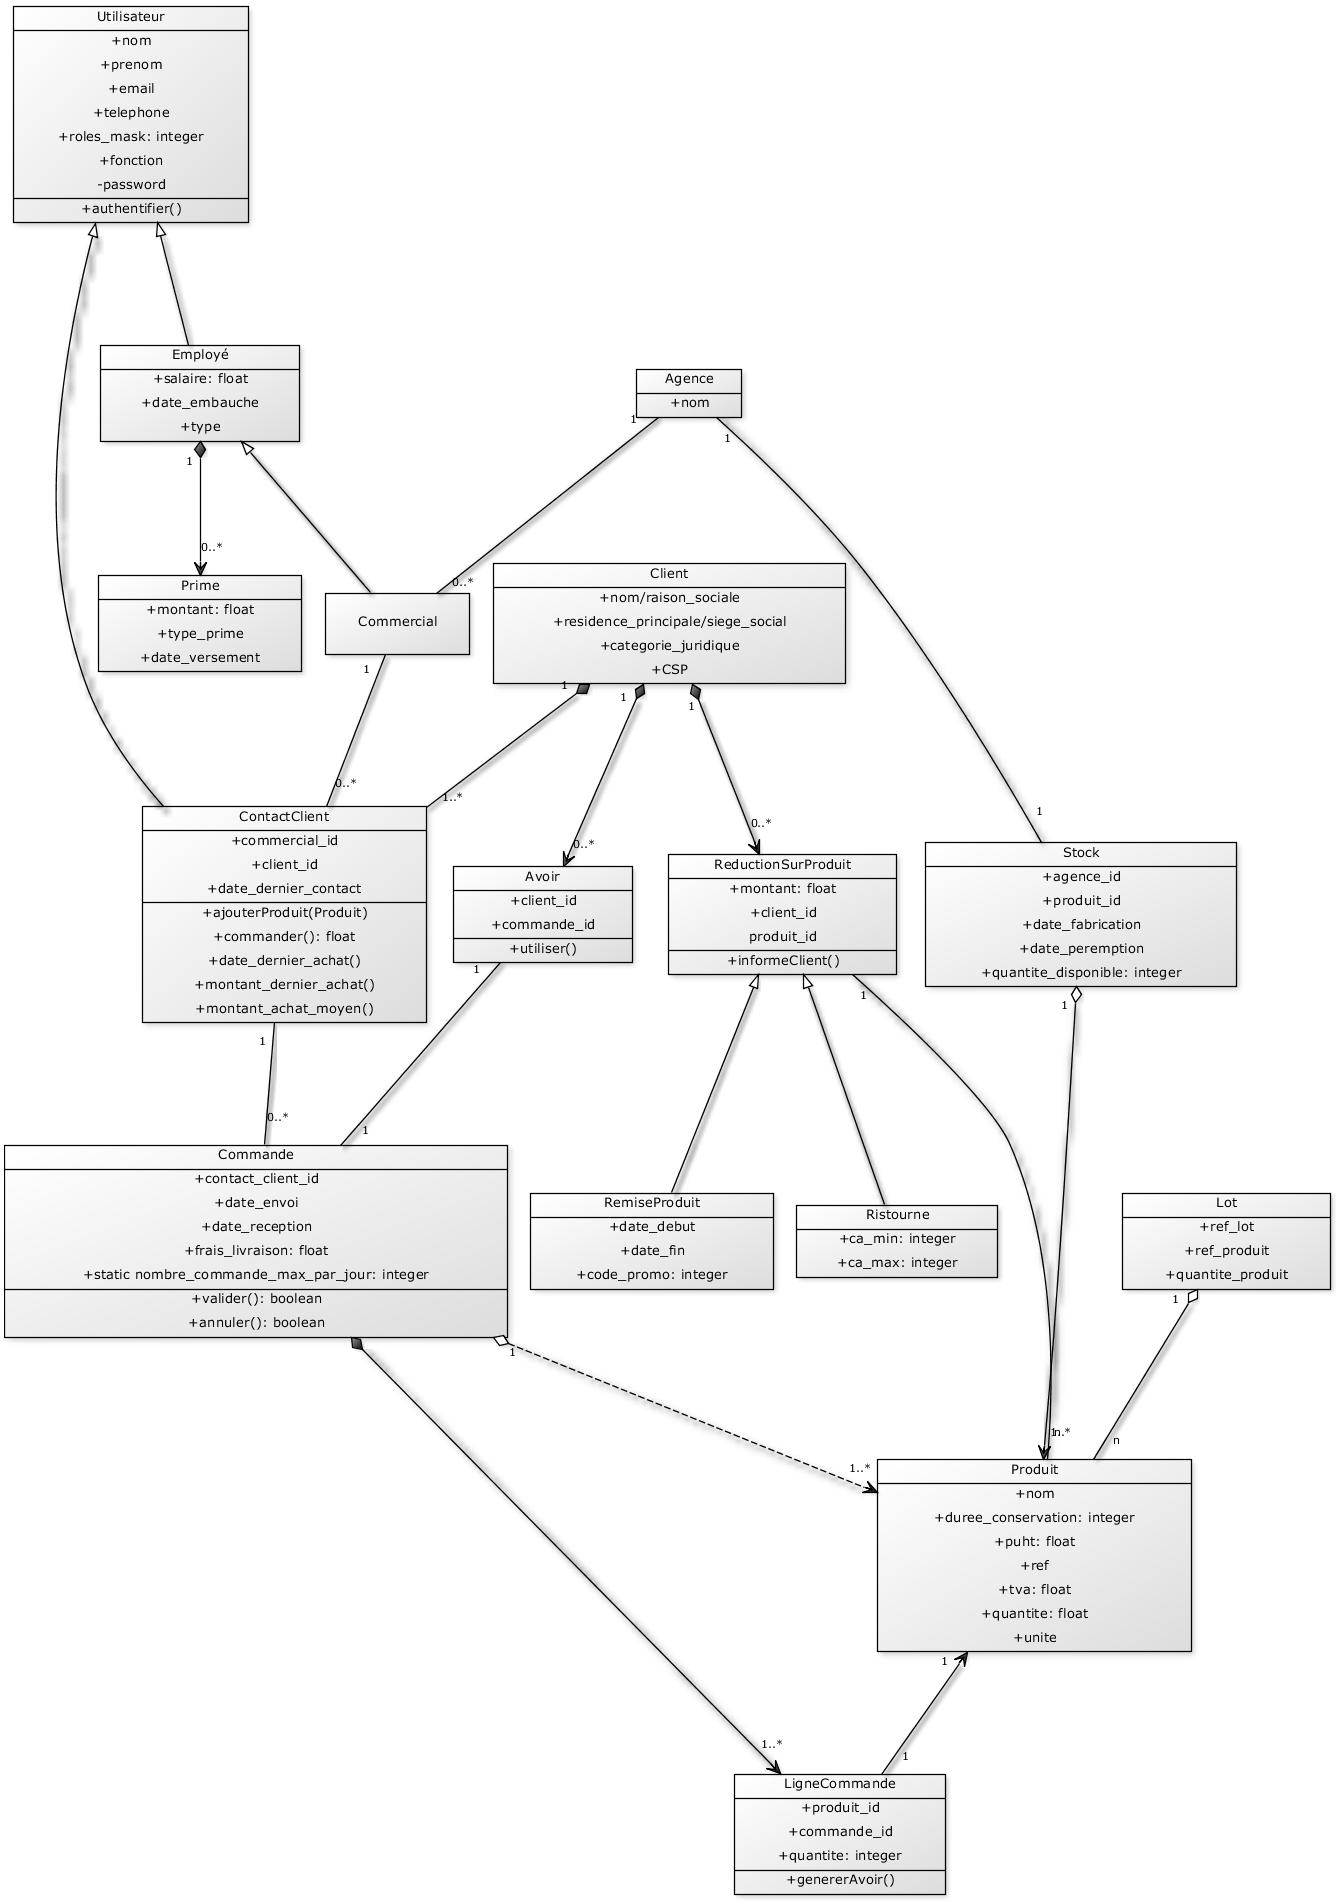 Utilisateur
+nom
+prenom
+email
+telephone
+roles_mask: integer
+fonction
-password
+authentifier()
Employé
+salaire: float
+date_embauche
+type
1
0..*
Agence
+nom
1
1
0..*
Prime
+montant: float
+type_prime
+date_versement
Commercial
1
0..*
Client
+nom/raison_sociale
+residence_principale/siege_social
+categorie_juridique
+CSP
1
1
1
1..*
0..*
0..*
1
ContactClient
+commercial_id
+client_id
+date_dernier_contact
+ajouterProduit(Produit)
+commander(): float
+date_dernier_achat()
+montant_dernier_achat()
+montant_achat_moyen()
1
0..*
Avoir
+client_id
+commande_id
+utiliser()
1
1
ReductionSurProduit
+montant: float
+client_id
produit_id
+informeClient()
1
Stock
+agence_id
+produit_id
+date_fabrication
+date_peremption
+quantite_disponible: integer
1
Commande
+contact_client_id
+date_envoi
+date_reception
+frais_livraison: float
+static nombre_commande_max_par_jour: integer
+valider(): boolean
+annuler(): boolean
1
1..*
RemiseProduit
+date_debut
+date_fin
+code_promo: integer
Ristourne
+ca_min: integer
+ca_max: integer
Lot
+ref_lot
+ref_produit
+quantite_produit
1
n
Produit
+nom
+duree_conservation: integer
+puht: float
+ref
+tva: float
+quantite: float
+unite
1
1
1..*
LigneCommande
+produit_id
+commande_id
+quantite: integer
+genererAvoir()